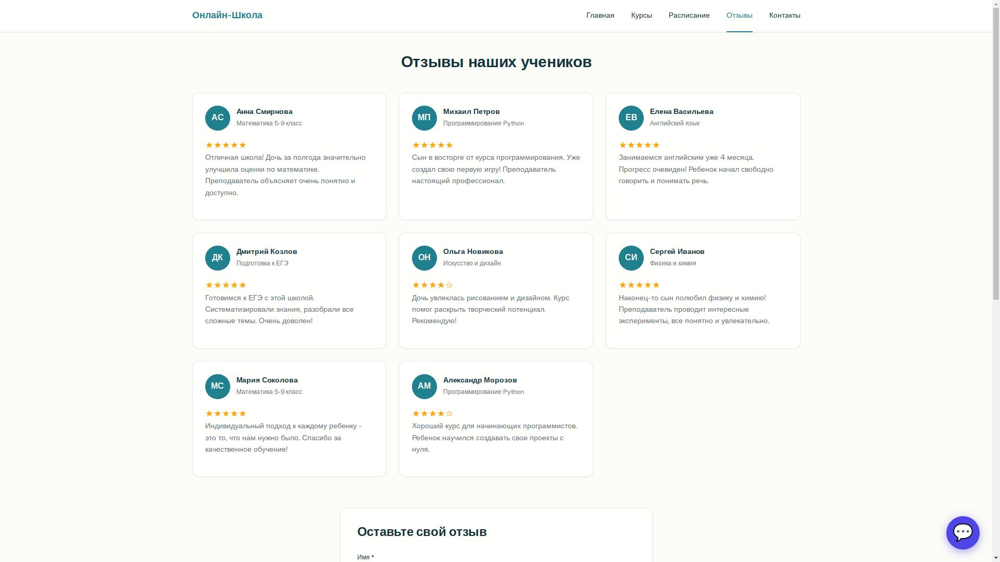 Онлайн-Школа
Главная
Курсы
Расписание
Отзывы
Контакты
Отзывы наших учеников
АС
Анна Смирнова
Математика 5-9 класс
★★★★★
Отличная школа! Дочь за полгода значительно
улучшила оценки по математике.
Преподаватель объясняет очень понятно и
доступно.
МП
Михаил Петров
Программирование Python
★★★★★
Сын в восторге от курса программирования. Уже
создал свою первую игру! Преподаватель
настоящий профессионал.
ЕВ
Елена Васильева
Английский язык
★★★★★
Занимаемся английским уже 4 месяца.
Прогресс очевиден! Ребенок начал свободно
говорить и понимать речь.
ДК
Дмитрий Козлов
Подготовка к ЕГЭ
★★★★★
Готовимся к ЕГЭ с этой школой.
Систематизировали знания, разобрали все
сложные темы. Очень доволен!
ОН
Ольга Новикова
Искусство и дизайн
★★★★☆
Дочь увлеклась рисованием и дизайном. Курс
помог раскрыть творческий потенциал.
Рекомендую!
СИ
Сергей Иванов
Физика и химия
★★★★★
Наконец-то сын полюбил физику и химию!
Преподаватель проводит интересные
эксперименты, все понятно и увлекательно.
МС
Мария Соколова
Математика 5-9 класс
★★★★★
Индивидуальный подход к каждому ребенку -
это то, что нам нужно было. Спасибо за
качественное обучение!
АМ
Александр Морозов
Программирование Python
★★★★☆
Хороший курс для начинающих программистов.
Ребенок научился создавать свои проекты с
нуля.
Оставьте свой отзыв
Имя *